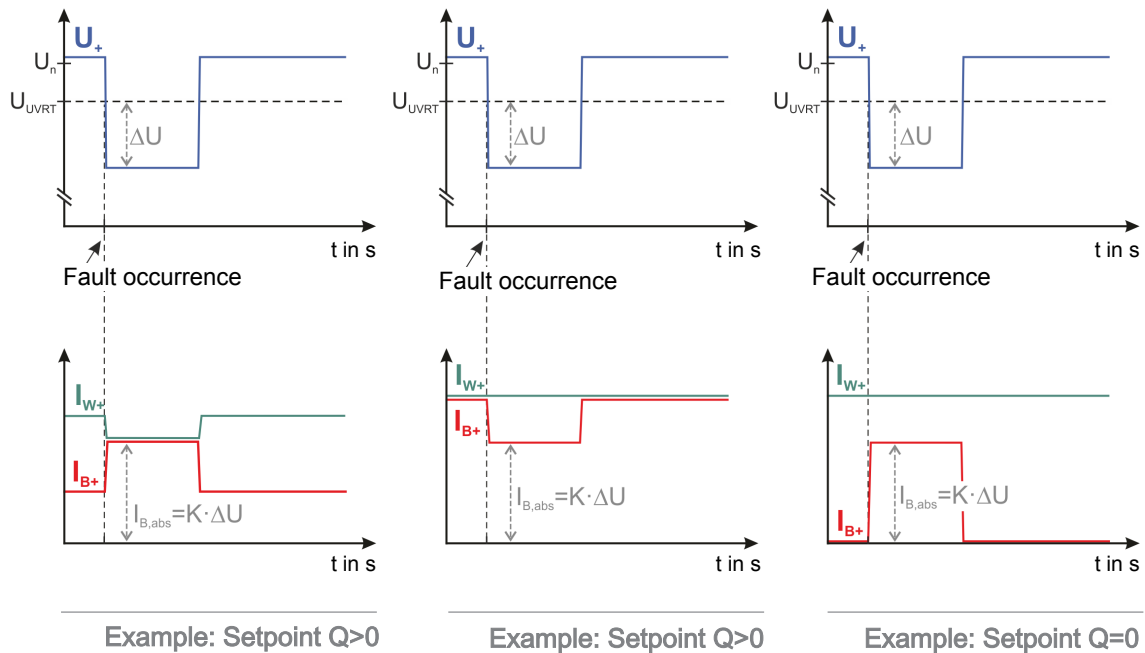 U+
Un
UUVRT
ΔU
t in s
Fault occurrence
IW+
IB+
IB,abs=K·ΔU
t in s
Example: Setpoint Q>0
U+
Un
UUVRT
ΔU
t in s
Fault occurrence
IW+
IB+
IB,abs=K·ΔU
t in s
Example: Setpoint Q>0
U+
Un
UUVRT
ΔU
t in s
Fault occurrence
IW+
IB+
IB,abs=K·ΔU
t in s
Example: Setpoint Q=0